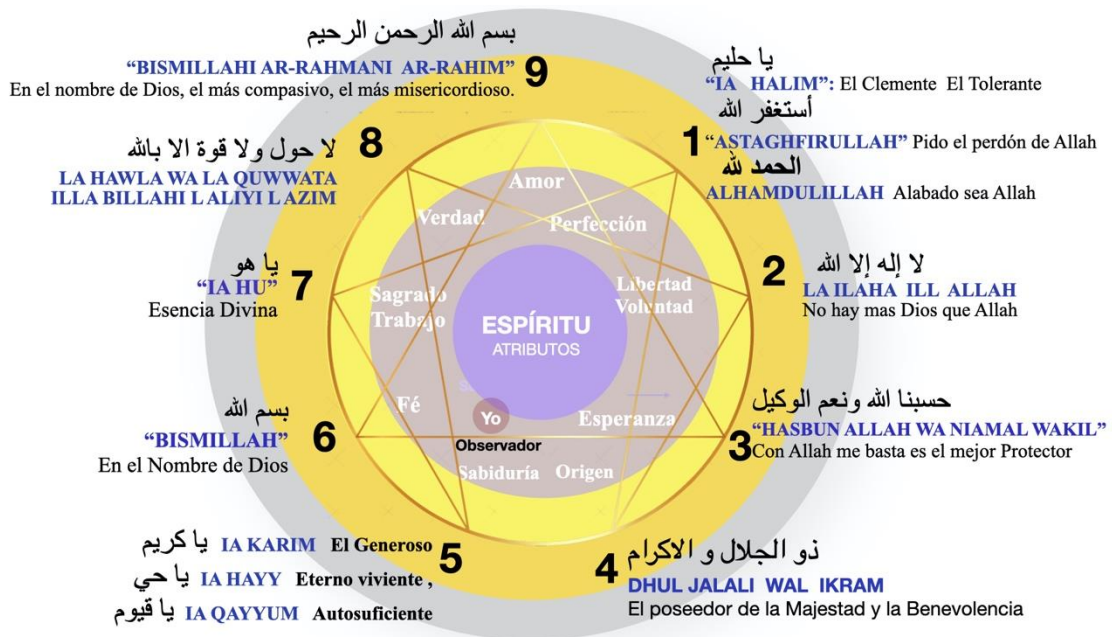 بسم الله الرحمن الرحيم
“BISMILLAHI AR-RAHMANI AR-RAHIM”
En el nombre de Dios, el más compasivo, el más misericordioso.
9
يا حليم
“IA HALIM”: El Clemente El Tolerante
أستغفر الله
“ASTAGHFIRULLAH” Pido el perdón de Allah
الحمد لله
ALHAMDULILLAH Alabado sea Allah
1
لا إله إلا الله
LA ILAHA ILL ALLAH
No hay mas Dios que Allah
2
حسبنا الله ونعم الوكيل
“HASBUN ALLAH WA NIAMAL WAKIL”
Con Allah me basta es el mejor Protector
3
ذو الجلال و الاكرام
DHUL JALALI WAL IKRAM
El poseedor de la Majestad y la Benevolencia
4
يا كريم IA KARIM El Generoso
يا حي IA HAYY Eterno viviente ,
يا قيوم IA QAYYUM Autosuficiente
5
بسم الله
“BISMILLAH”
En el Nombre de Dios
6
يا هو
“IA HU”
Esencia Divina
7
لا حول ولا قوة الا بالله
LA HAWLA WA LA QUWWATA
ILLA BILLAHI L ALIYI L AZIM
8
Amor
Perfección
Libertad
Voluntad
Esperanza
Origen
Sabiduría
Fé
Sagrado
Trabajo
Verdad
ESPÍRITU
ATRIBUTOS
Yo
Observador